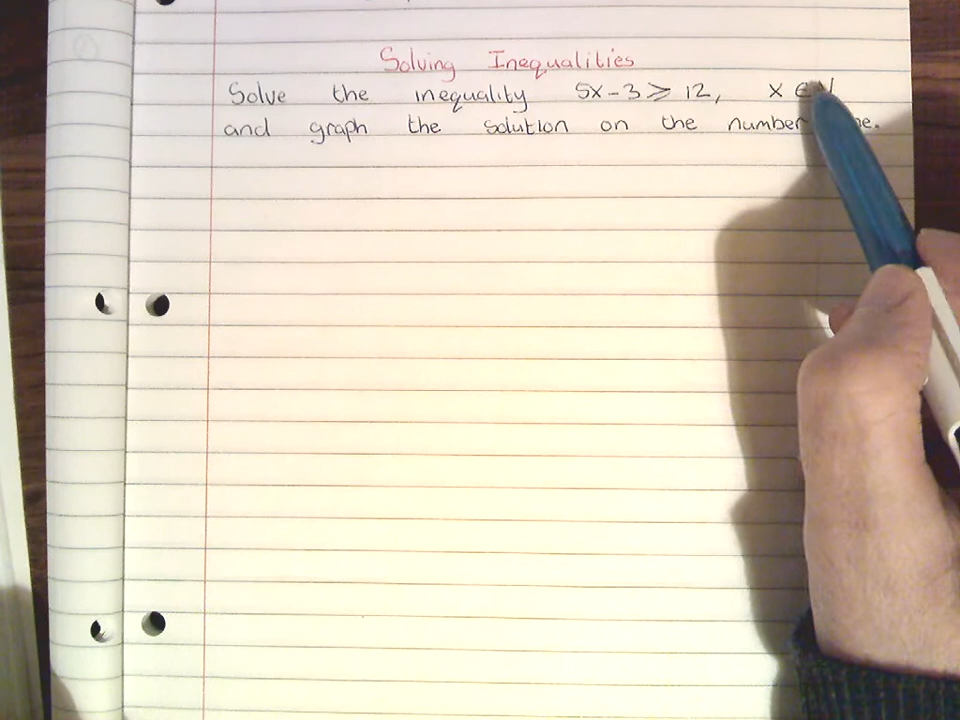 Solving Inequalities
Solve the inequality 5x - 3 ⩾ 12, x ∈ N
and graph the solution on the number